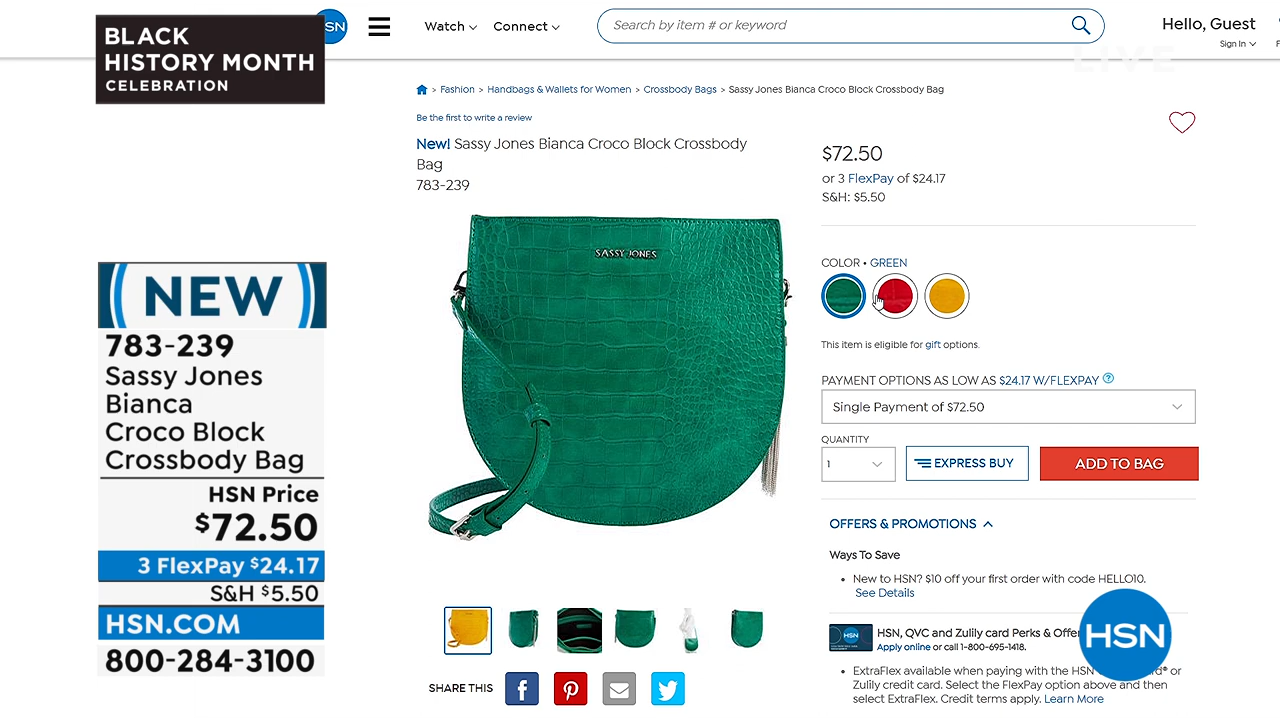 BLACK
HISTORY MONTH
CELEBRATION
SN
Watch
Connect
Search by item # or keyword
Hello, Guest
Sign In
F
LIVE
> Fashion > Handbags & Wallets for Women > Crossbody Bags > Sassy Jones Bianca Croco Block Crossbody Bag
Be the first to write a review
New! Sassy Jones Bianca Croco Block Crossbody
Bag
783-239
SASSY JONES
$72.50
or 3 FlexPay of $24.17
S&H: $5.50
COLOR • GREEN
This item is eligible for gift options.
PAYMENT OPTIONS AS LOW AS $24.17 W/FLEXPAY ?
Single Payment of $72.50
QUANTITY
1
EXPRESS BUY
ADD TO BAG
OFFERS & PROMOTIONS
Ways To Save
• New to HSN? $10 off your first order with code HELLO10.
See Details
HSN
HSN, QVC and Zulily card Perks & Offe
Apply online or call 1-800-695-1418.
• ExtraFlex available when paying with the HSN d® or
Zulily credit card. Select the FlexPay option above and then
select ExtraFlex. Credit terms apply. Learn More
HSN
SHARE THIS
NEW
783-239
Sassy Jones
Bianca
Croco Block
Crossbody Bag
HSN Price
$72.50
3 FlexPay $24.17
S&H $5.50
HSN.COM
800-284-3100